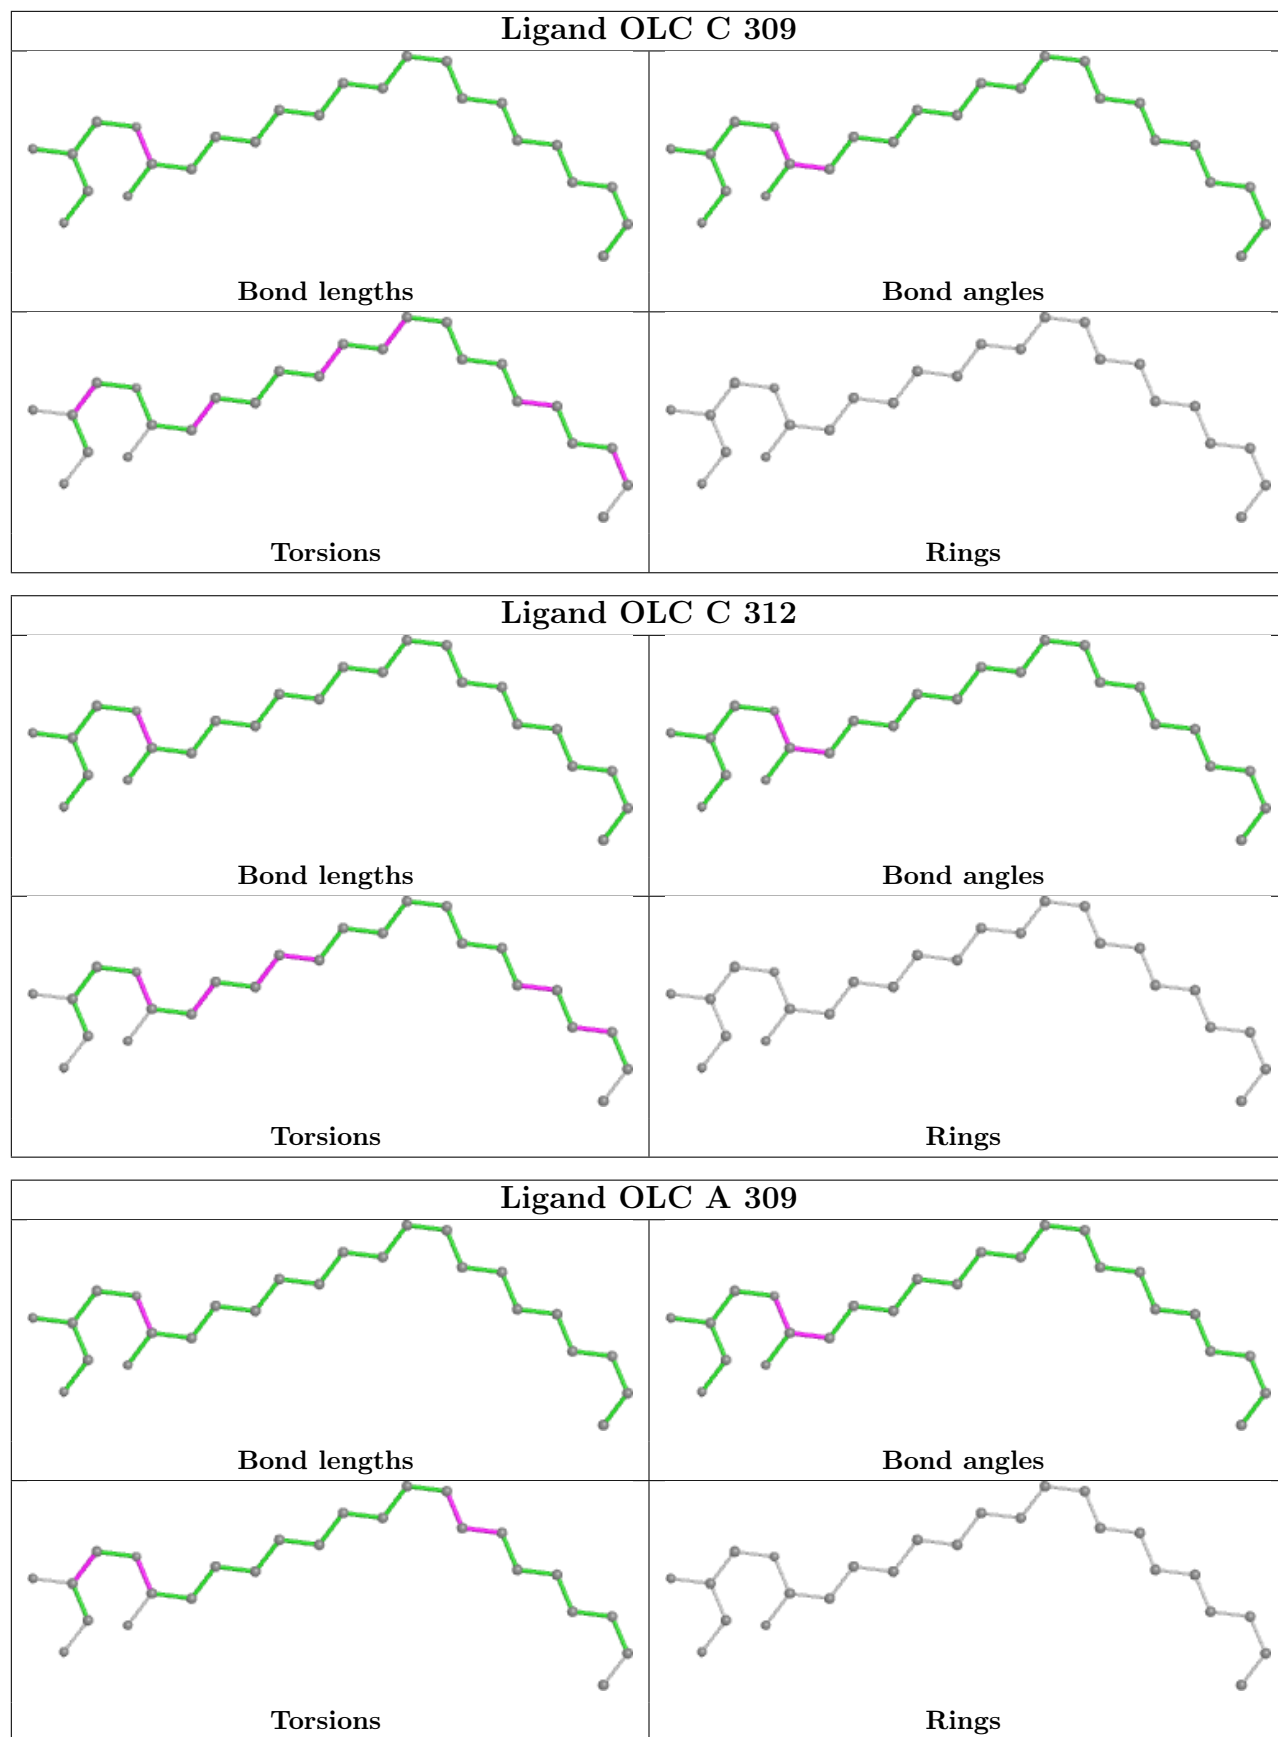 Ligand OLC C 309
Bond lengths
Bond angles
Torsions
Rings
Ligand OLC C 312
Bond lengths
Bond angles
Torsions
Rings
Ligand OLC A 309
Bond lengths
Bond angles
Torsions
Rings